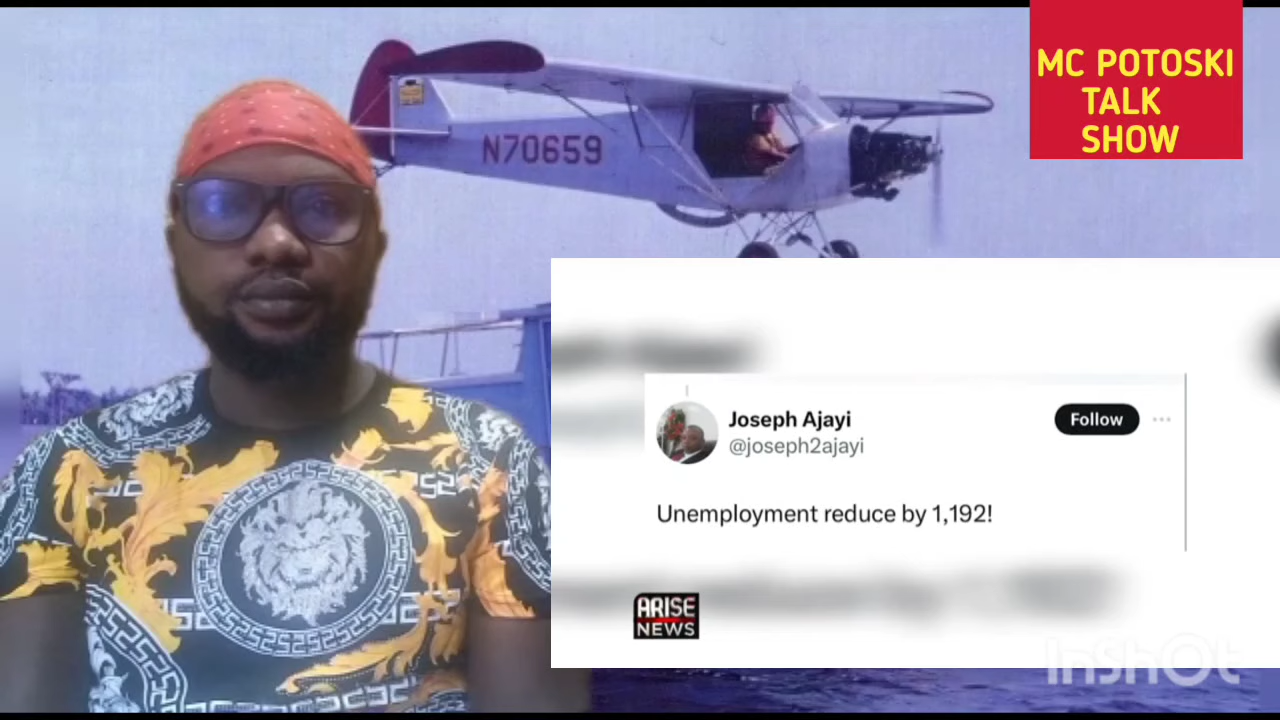 MC POTOSKI
TALK
SHOW
N70659
Joseph Ajayi
@joseph2ajayi
Follow
Unemployment reduce by 1,192!
ARISE
NEWS
InShOt